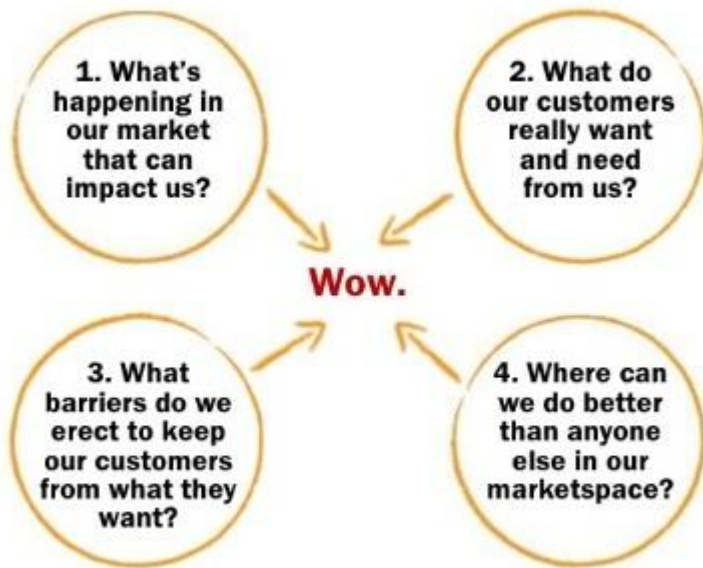 1. What's
happening in
our market
that can
impact us?
2. What do
our customers
really want
and need
from us?
Wow.
3. What
barriers do we
erect to keep
our customers
from what they
want?
4. Where can
we do better
than anyone
else in our
marketspace?